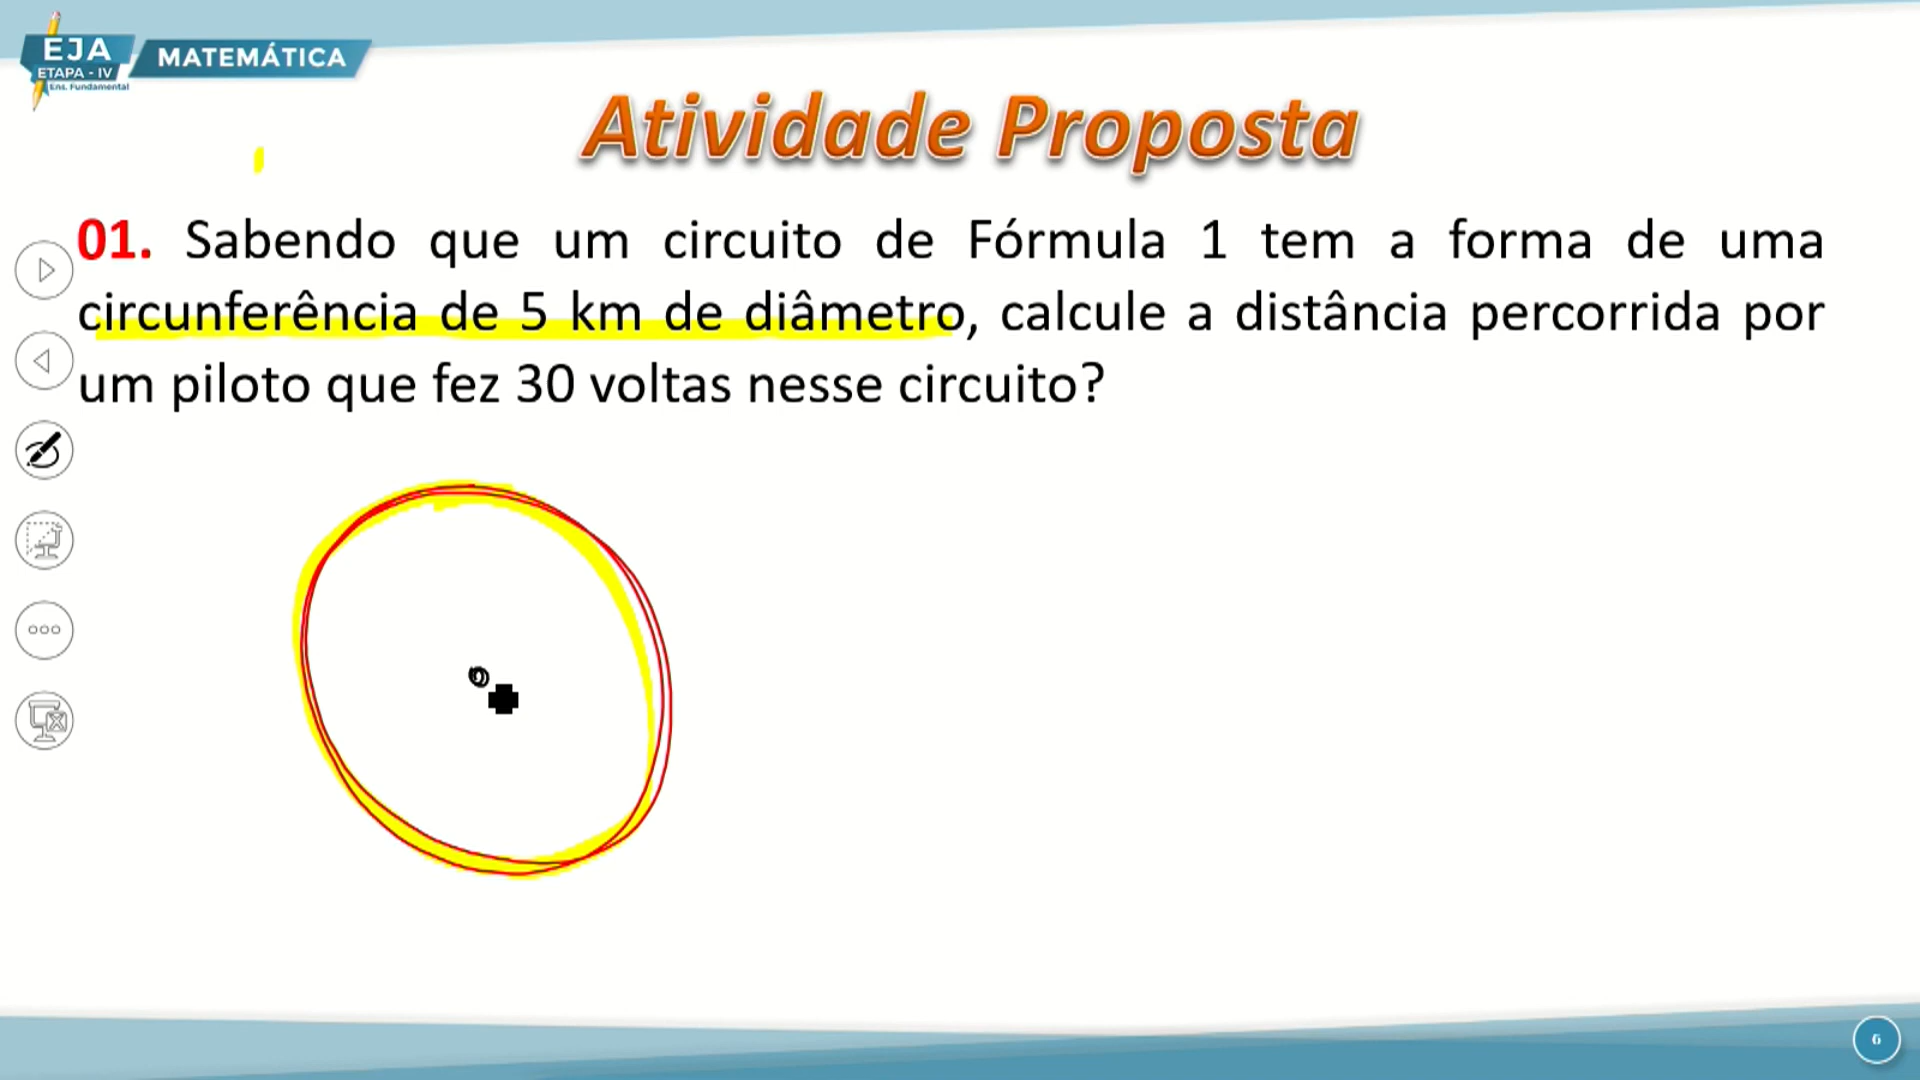 EJA
ETAPA - IV
Ens. Fundamental
MATEMÁTICA
Atividade Proposta
01. Sabendo que um circuito de Fórmula 1 tem a forma de uma
circunferência de 5 km de diâmetro, calcule a distância percorrida por
um piloto que fez 30 voltas nesse circuito?
6